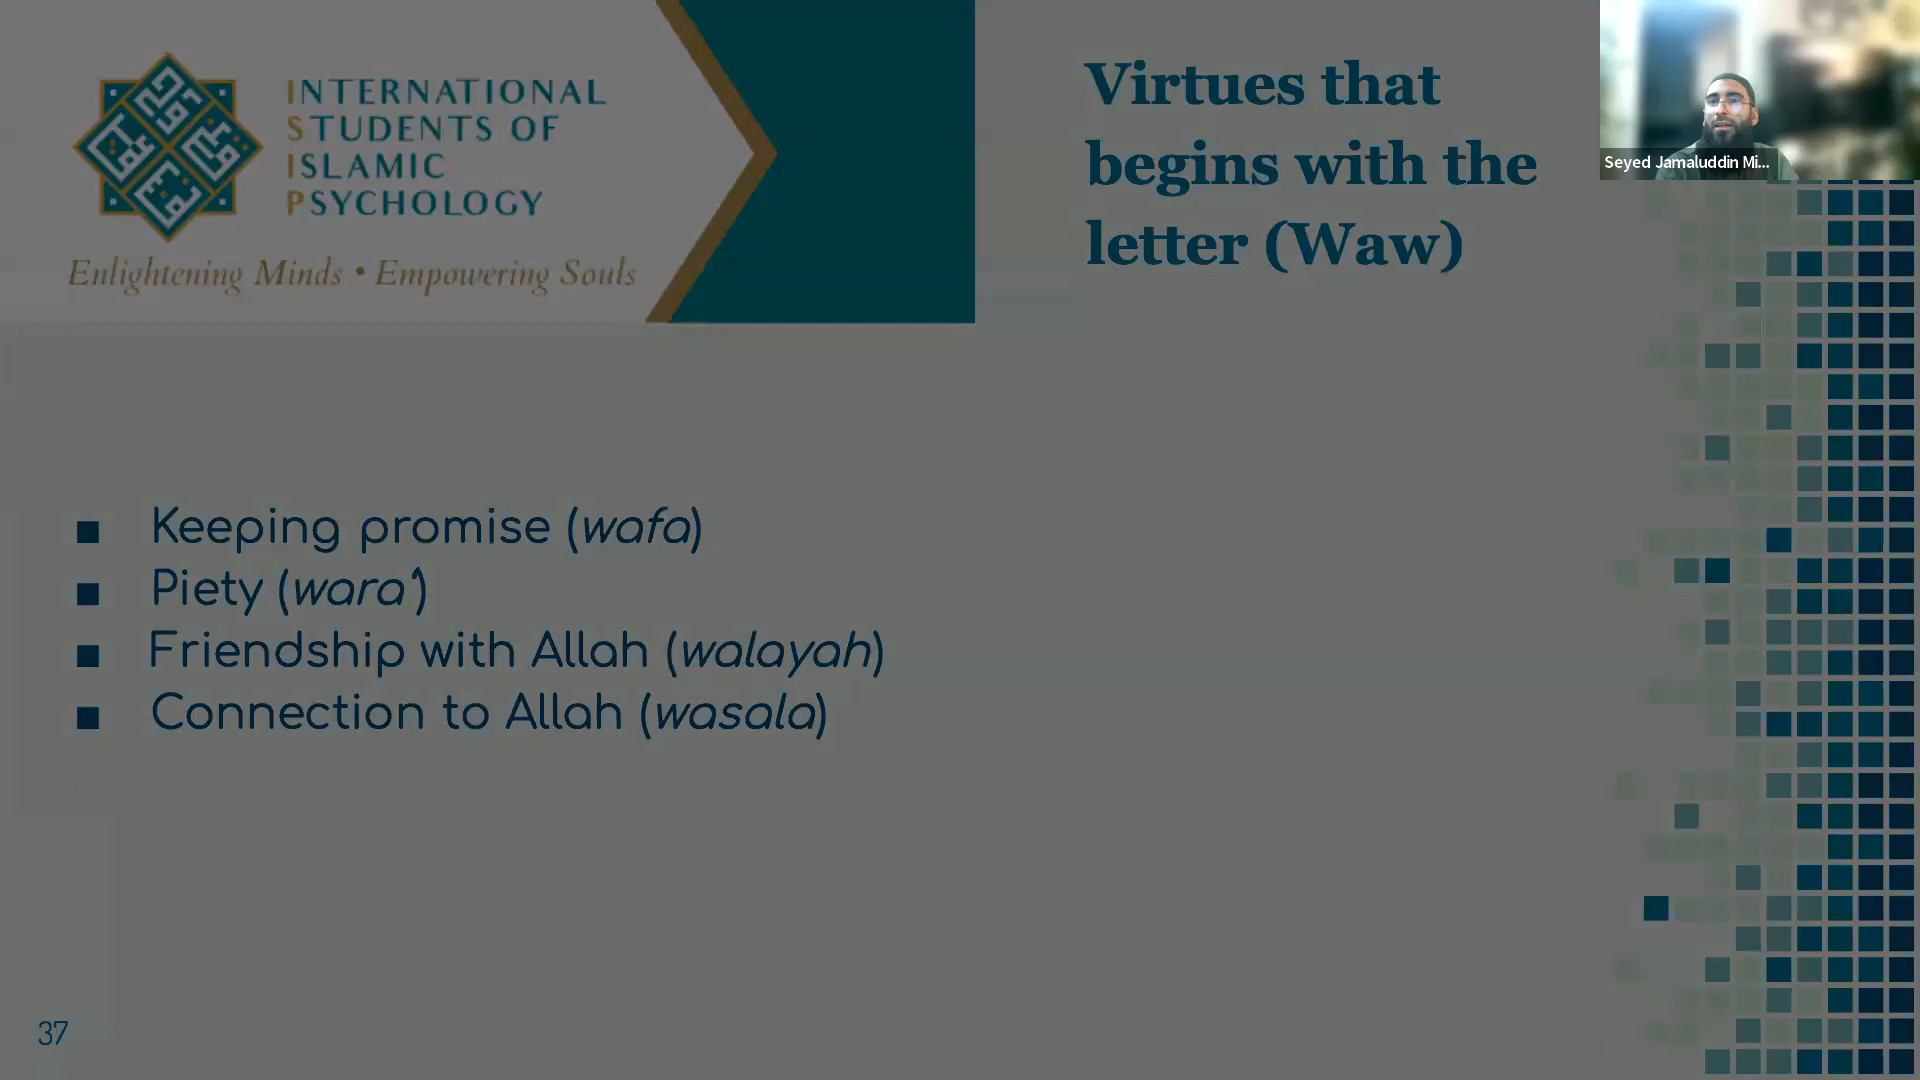 INTERNATIONAL
STUDENTS OF
ISLAMIC
PSYCHOLOGY
Enlightening Minds • Empowering Souls
Virtues that
begins with the
letter (Waw)
Seyed Jamaluddin Mi...
■ Keeping promise (wafa)
■ Piety (wara')
■ Friendship with Allah (walayah)
■ Connection to Allah (wasala)
37